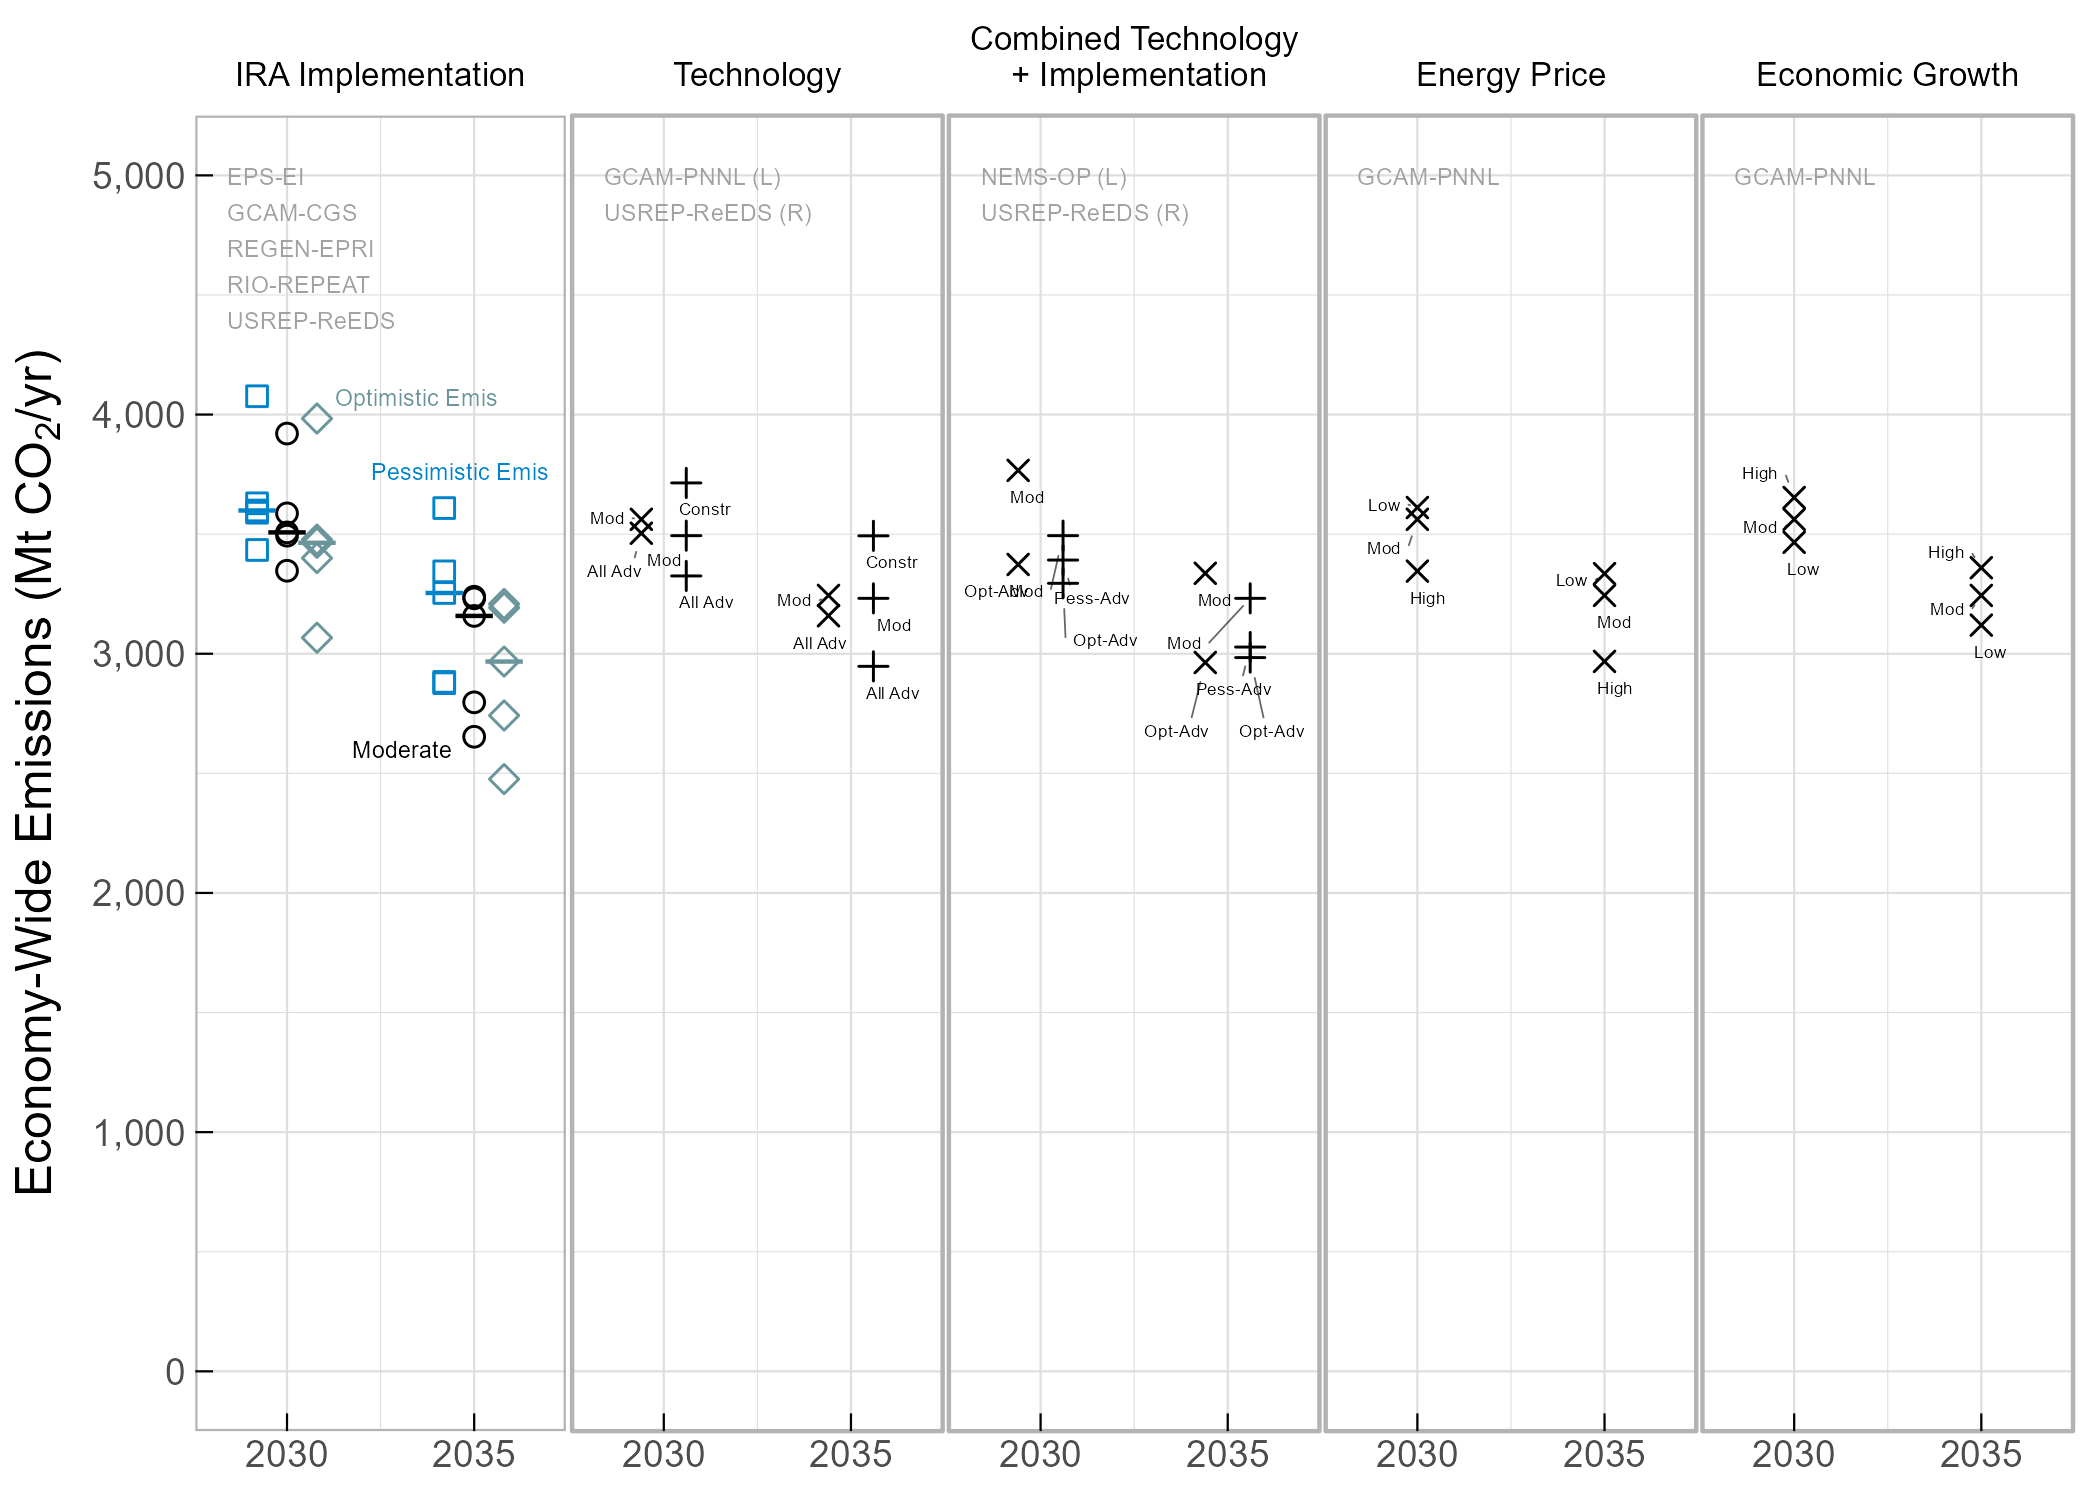 IRA Implementation
Technology
Combined Technology
+ Implementation
Energy Price
Economic Growth
Economy-Wide Emissions (Mt CO₂/yr)
5,000
4,000
3,000
2,000
1,000
0
EPS-EI
GCAM-CGS
REGEN-EPRI
RIO-REPEAT
USREP-ReEDS
Optimistic Emis
Pessimistic Emis
Moderate
2030
2035
GCAM-PNNL (L)
USREP-ReEDS (R)
Mod
All Adv
Constr
Mod
All Adv
Mod
All Adv
Constr
Mod
All Adv
2030
2035
NEMS-OP (L)
USREP-ReEDS (R)
Mod
Opt-Adv
Mod
Pess-Adv
Opt-Adv
Mod
Mod
Pess-Adv
Opt-Adv
Opt-Adv
2030
2035
GCAM-PNNL
Low
Mod
High
Low
Mod
High
2030
2035
GCAM-PNNL
High
Mod
Low
High
Mod
Low
2030
2035